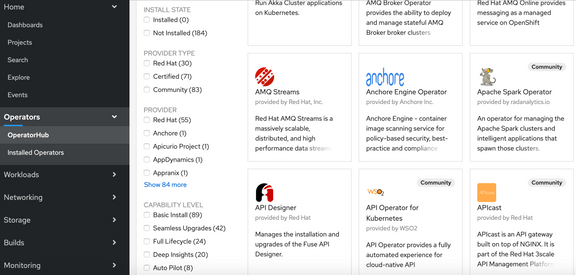 Home
Dashboards
Projects
Search
Explore
Events
Operators
OperatorHub
Installed Operators
Workloads
Networking
Storage
Builds
Monitoring
INSTALL STATE
Installed (0)
Not Installed (184)
PROVIDER TYPE
Red Hat (30)
Certified (71)
Community (83)
PROVIDER
Red Hat (55)
Anchore (1)
Apicurio Project (1)
AppDynamics (1)
Appranix (1)
Show 84 more
CAPABILITY LEVEL
Basic Install (89)
Seamless Upgrades (42)
Full Lifecycle (24)
Deep Insights (20)
Auto Pilot (8)
Run Akka Cluster applications
on Kubernetes.
AMQ Broker Operator
provides the ability to deploy
and manage stateful AMQ
Broker broker clusters
Red Hat AMQ Online provides
messaging as a managed
service on OpenShift
AMQ Streams
provided by Red Hat, Inc.
Red Hat AMQ Streams is a
massively scalable,
distributed, and high
performance data stream
anchore
Anchore Engine Operator
provided by Anchore Inc.
Anchore Engine - container
image scanning service for
policy-based security, best-
practice and compliance
Community
Apache Spark Operator
provided by radanalytics.io
An operator for managing
the Apache Spark clusters
and intelligent applications
that spawn those clusters.
API Designer
provided by Red Hat
Manages the installation and
upgrades of the Fuse API
Designer.
WSO2
Community
API Operator for
Kubernetes
provided by WSO2
API Operator provides a fully
automated experience for
cloud-native API
Community
APIcast
provided by Red Hat
APIcast is an API gateway
built on top of NGINX. It is
part of the Red Hat 3scale
API Management Platform